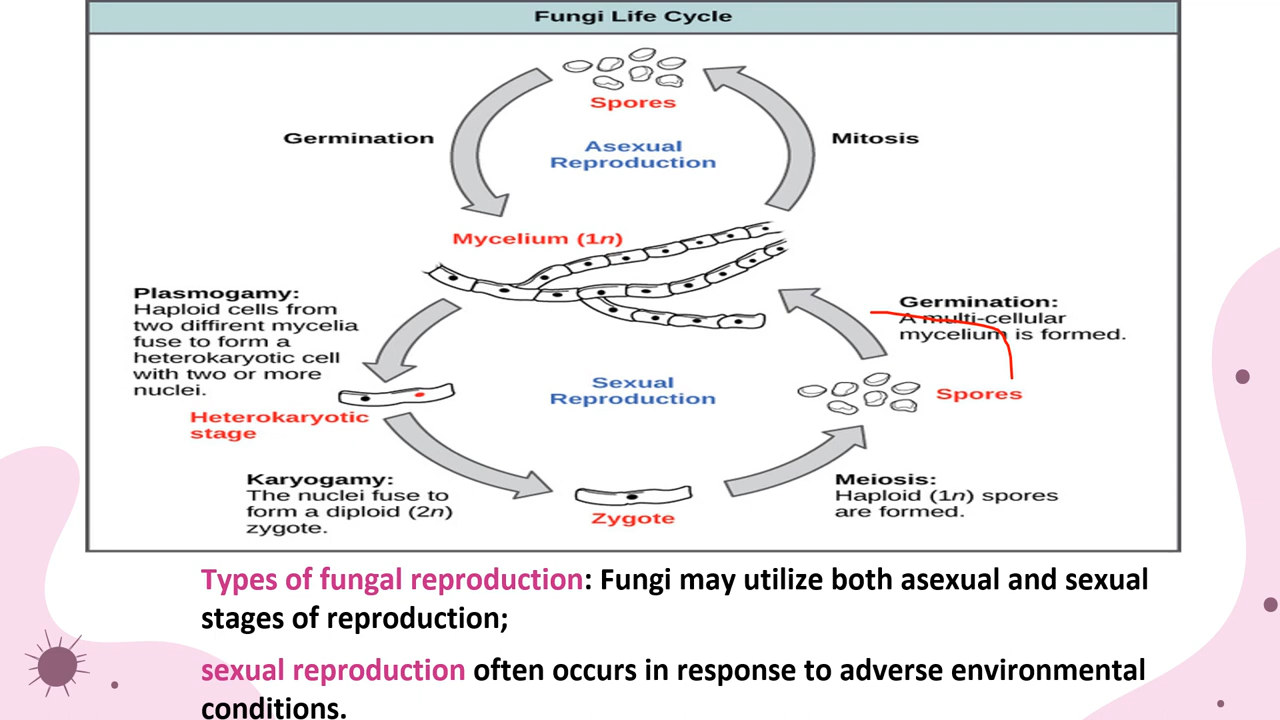 Fungi Life Cycle
Spores
Germination
Mitosis
Asexual
Reproduction
Mycelium (1n)
Plasmogamy:
Haploid cells from
two diffirent mycelia
fuse to form a
heterokaryotic cell
with two or more
nuclei.
Germination:
A multi-cellular
mycelium is formed.
Sexual
Reproduction
Spores
Heterokaryotic
stage
Karyogamy:
The nuclei fuse to
form a diploid (2n)
zygote.
Zygote
Meiosis:
Haploid (1n) spores
are formed.
Types of fungal reproduction: Fungi may utilize both asexual and sexual
stages of reproduction;
sexual reproduction often occurs in response to adverse environmental
conditions.